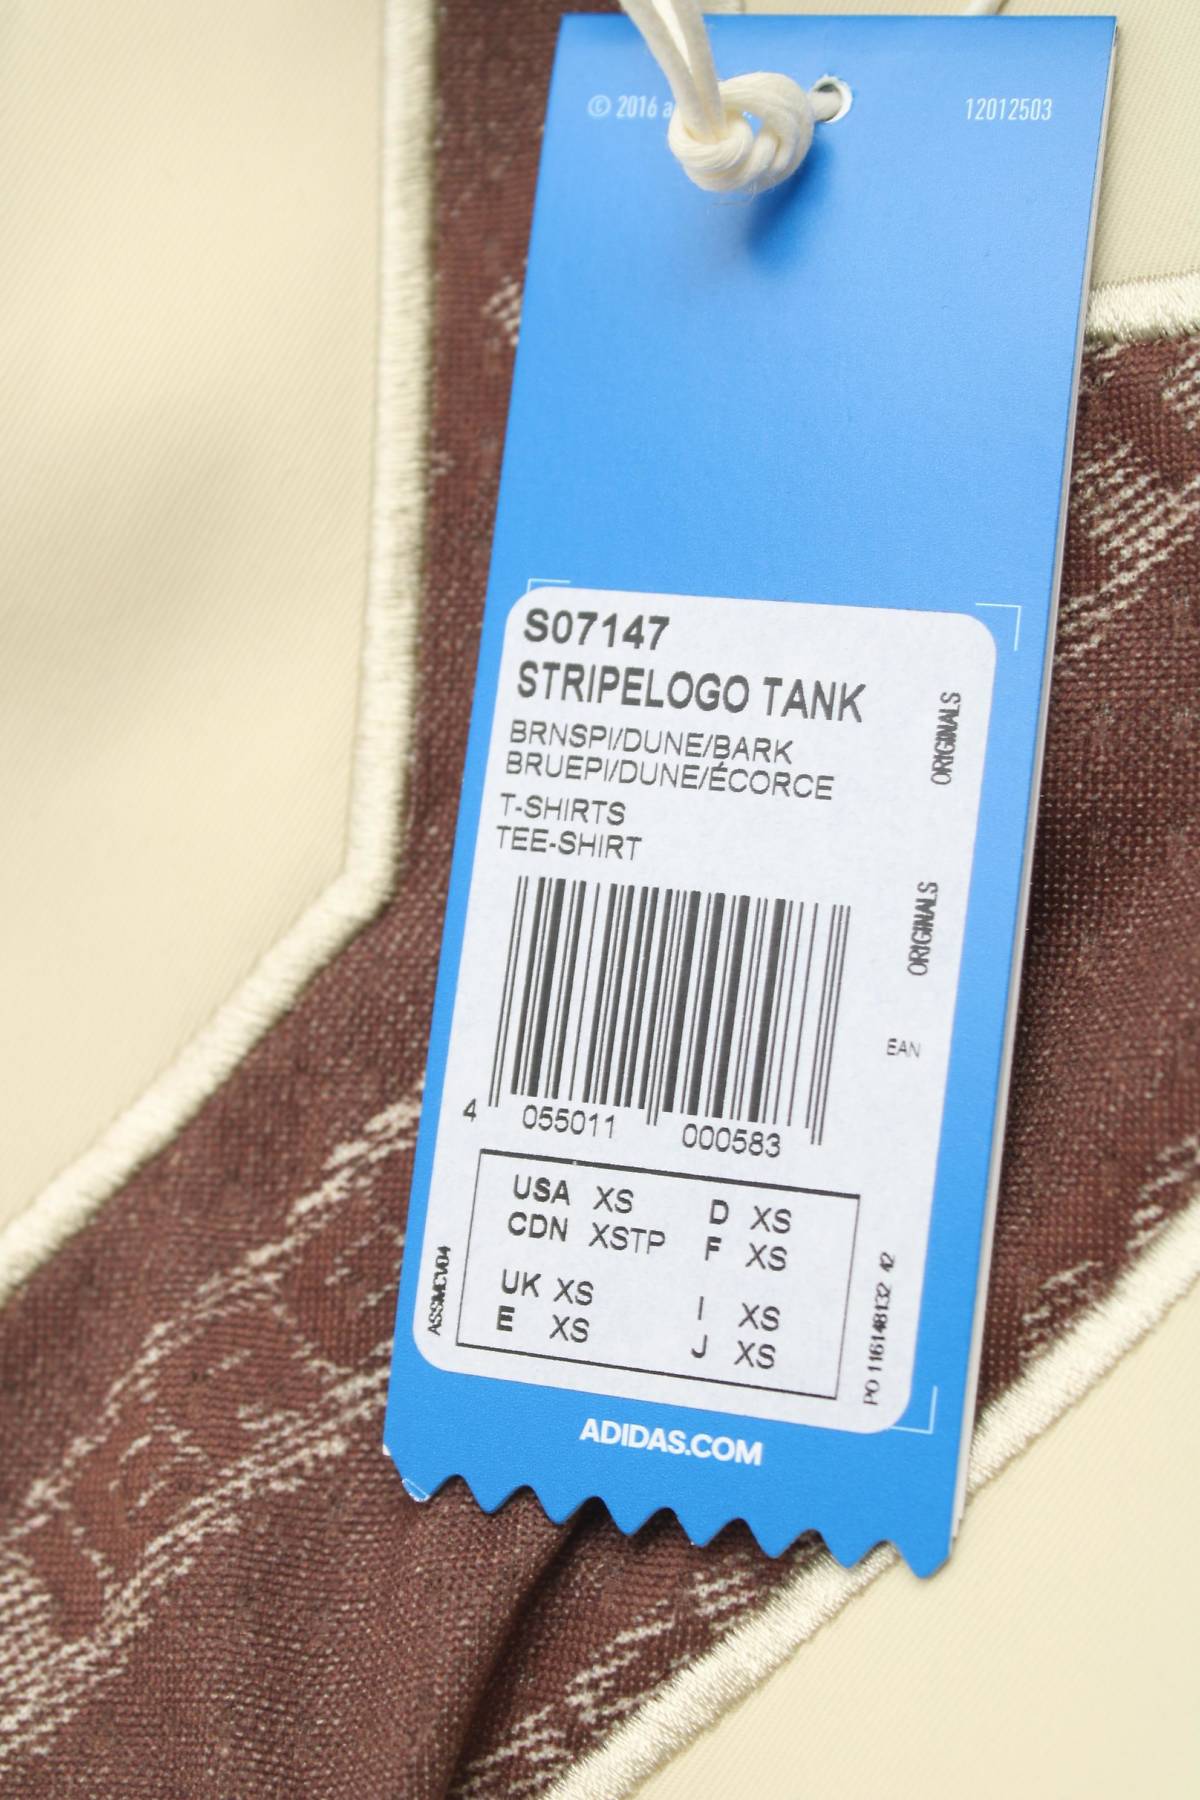 © 2016 a
12012503
S07147
STRIPELOGO TANK
BRNSPI/DUNE/BARK
BRUEPI/DUNE/ÉCORCE
T-SHIRTS
TEE-SHIRT
ORIGINALS
ORIGINALS
EAN
4 055011 000583
USA XS D XS
CDN XSTP F XS
UK XS I XS
E XS J XS
ASSMCV04
PO 116148132 42
ADIDAS.COM